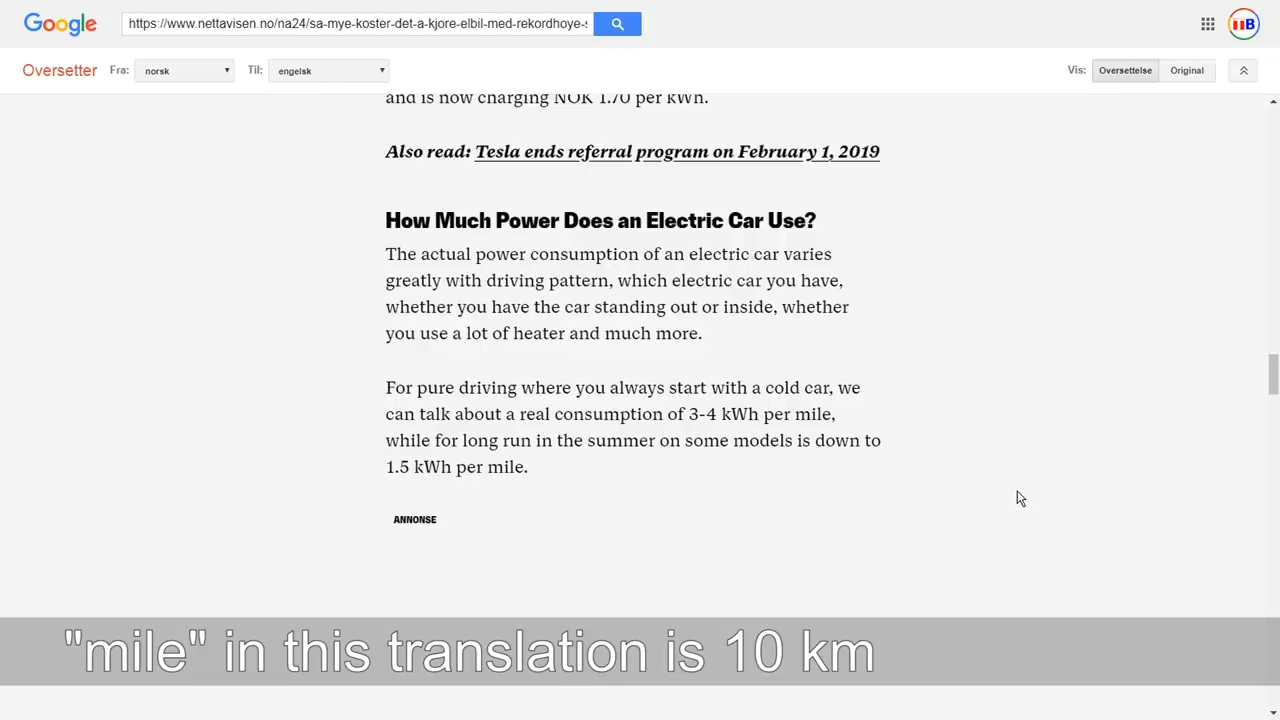 Google
https://www.nettavisen.no/na24/sa-mye-koster-det-a-kjore-elbil-med-rekordhoye-s
Oversetter Fra: norsk Til: engelsk Vis: Oversettelse Original
and is now charging NOK 1.70 per kWh.
Also read: Tesla ends referral program on February 1, 2019
How Much Power Does an Electric Car Use?
The actual power consumption of an electric car varies
greatly with driving pattern, which electric car you have,
whether you have the car standing out or inside, whether
you use a lot of heater and much more.
For pure driving where you always start with a cold car, we
can talk about a real consumption of 3-4 kWh per mile,
while for long run in the summer on some models is down to
1.5 kWh per mile.
ANNONSE
"mile" in this translation is 10 km